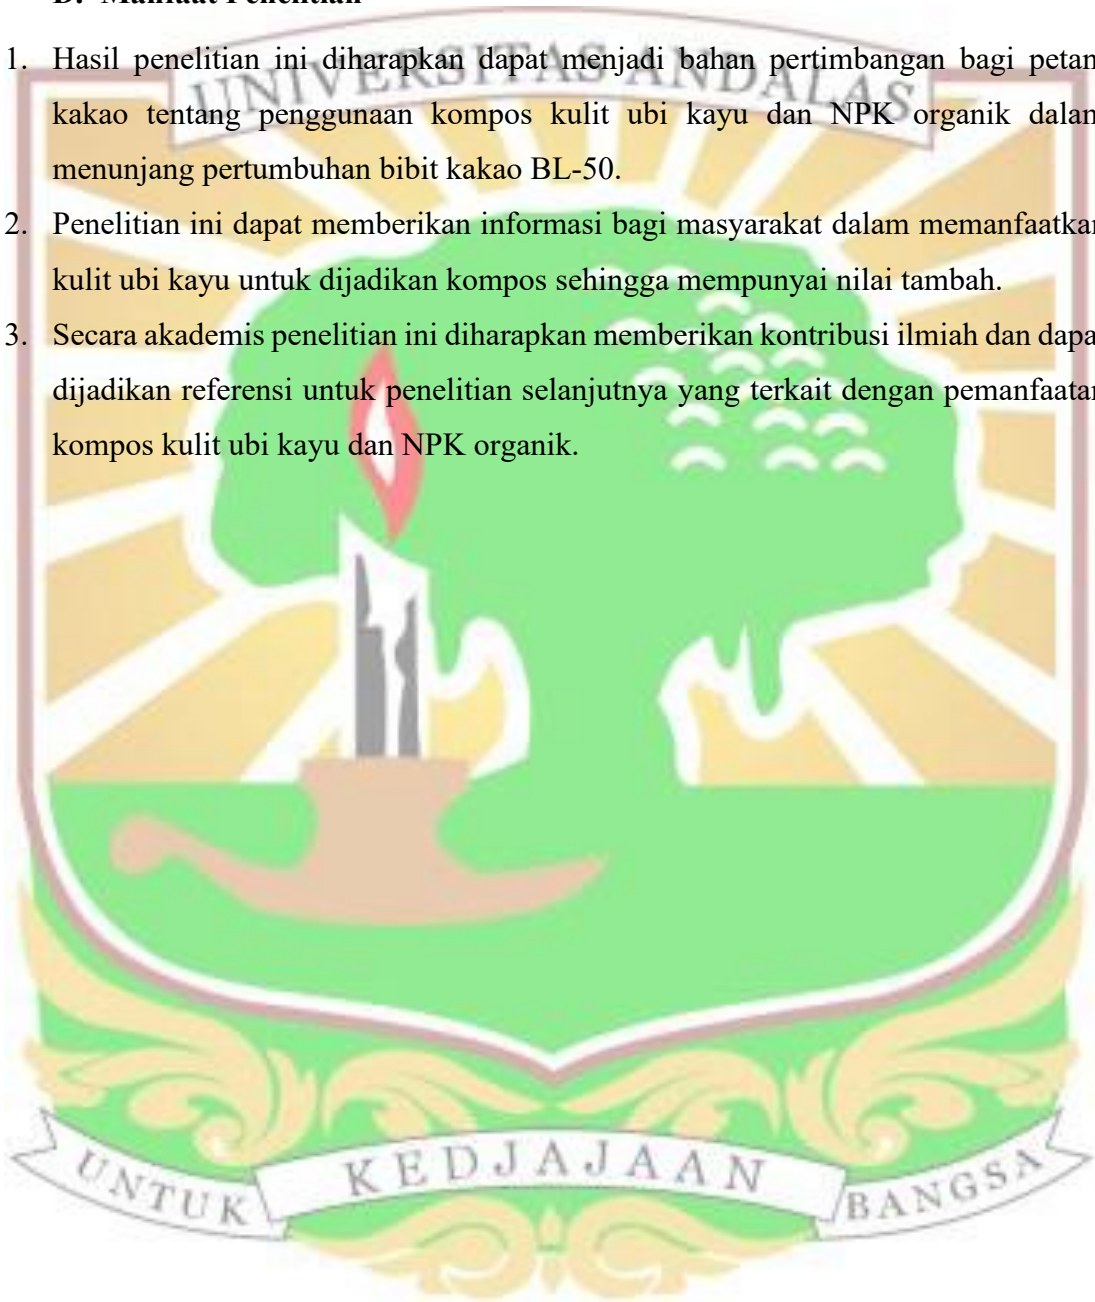 D. Manfaat Penelitian
UNIVERSITAS ANDALAS
1. Hasil penelitian ini diharapkan dapat menjadi bahan pertimbangan bagi petan
kakao tentang penggunaan kompos kulit ubi kayu dan NPK organik dalam
menunjang pertumbuhan bibit kakao BL-50.
2. Penelitian ini dapat memberikan informasi bagi masyarakat dalam memanfaatkan
kulit ubi kayu untuk dijadikan kompos sehingga mempunyai nilai tambah.
3. Secara akademis penelitian ini diharapkan memberikan kontribusi ilmiah dan dapa
dijadikan referensi untuk penelitian selanjutnya yang terkait dengan pemanfaatan
kompos kulit ubi kayu dan NPK organik.
UNTUK KEDJAJAAN BANGSA